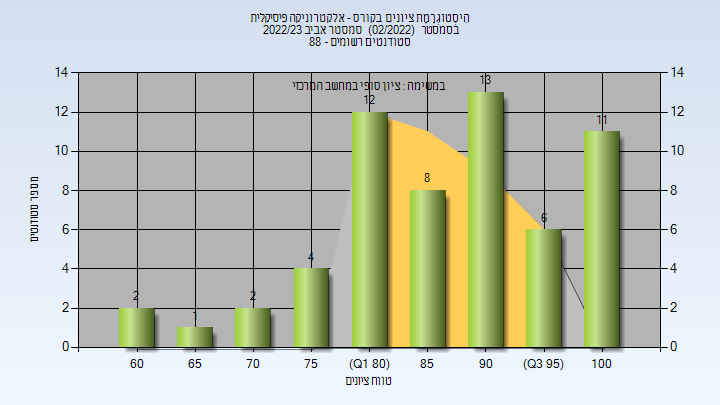 היסטוגרמת ציונים בקורס - אלקטרוניקה פיסיקלית
בסמסטר (02/2022) סמסטר אביב 2022/23
סטודנטים רשומים - 88
במשימה : ציון סופי במחשב המרכזי
מספר סטודנטים
14 14
12 12
10 10
8 8
6 6
4 4
2 2
0 0
2 1 2 4 12 8 13 6 11
60 65 70 75 (Q1 80) 85 90 (Q3 95) 100
טווח ציונים